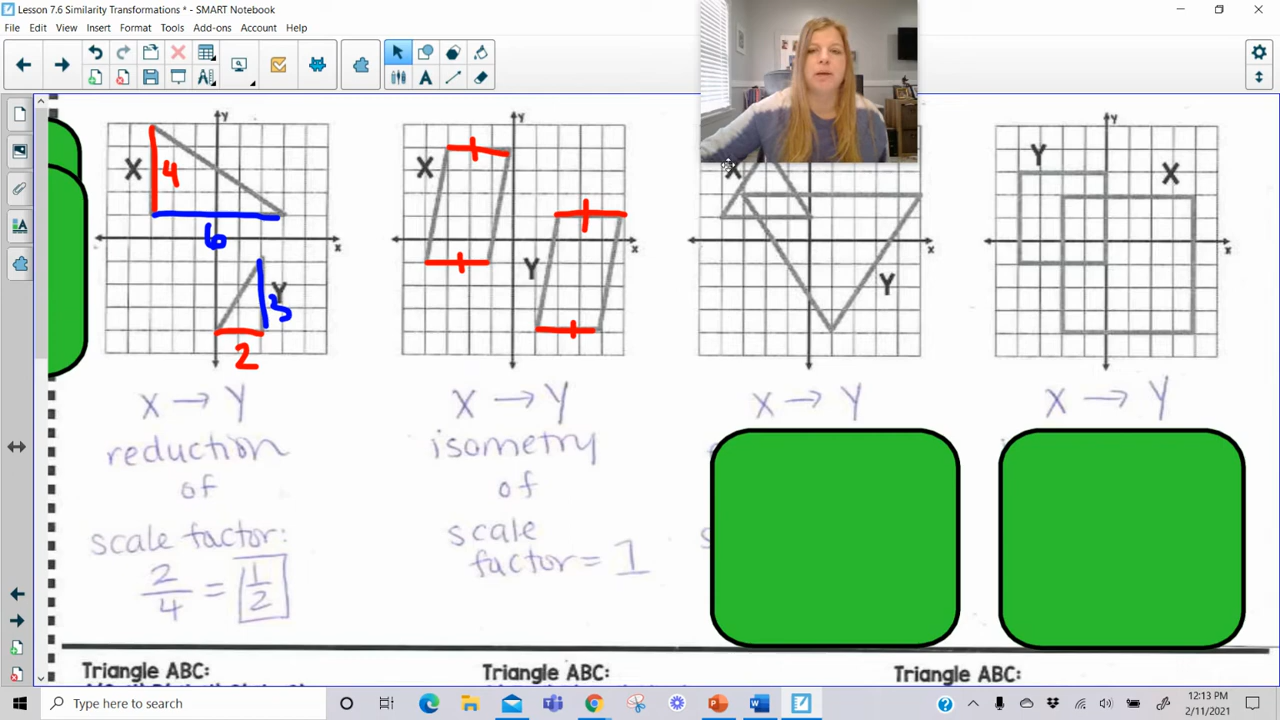 Lesson 7.6 Similarity Transformations * - SMART Notebook
File Edit View Insert Format Tools Add-ons Account Help
y
X
4
6
x
Y
3
2
y
X
x
Y
X
x
Y
y
Y
X
x
X → Y
reduction
of
scale factor:
2/4 = 1/2
X → Y
isometry
of
scale
factor = 1
X → Y
X → Y
Triangle ABC:
Triangle ABC:
Triangle ABC:
Type here to search
12:13 PM
2/11/2021